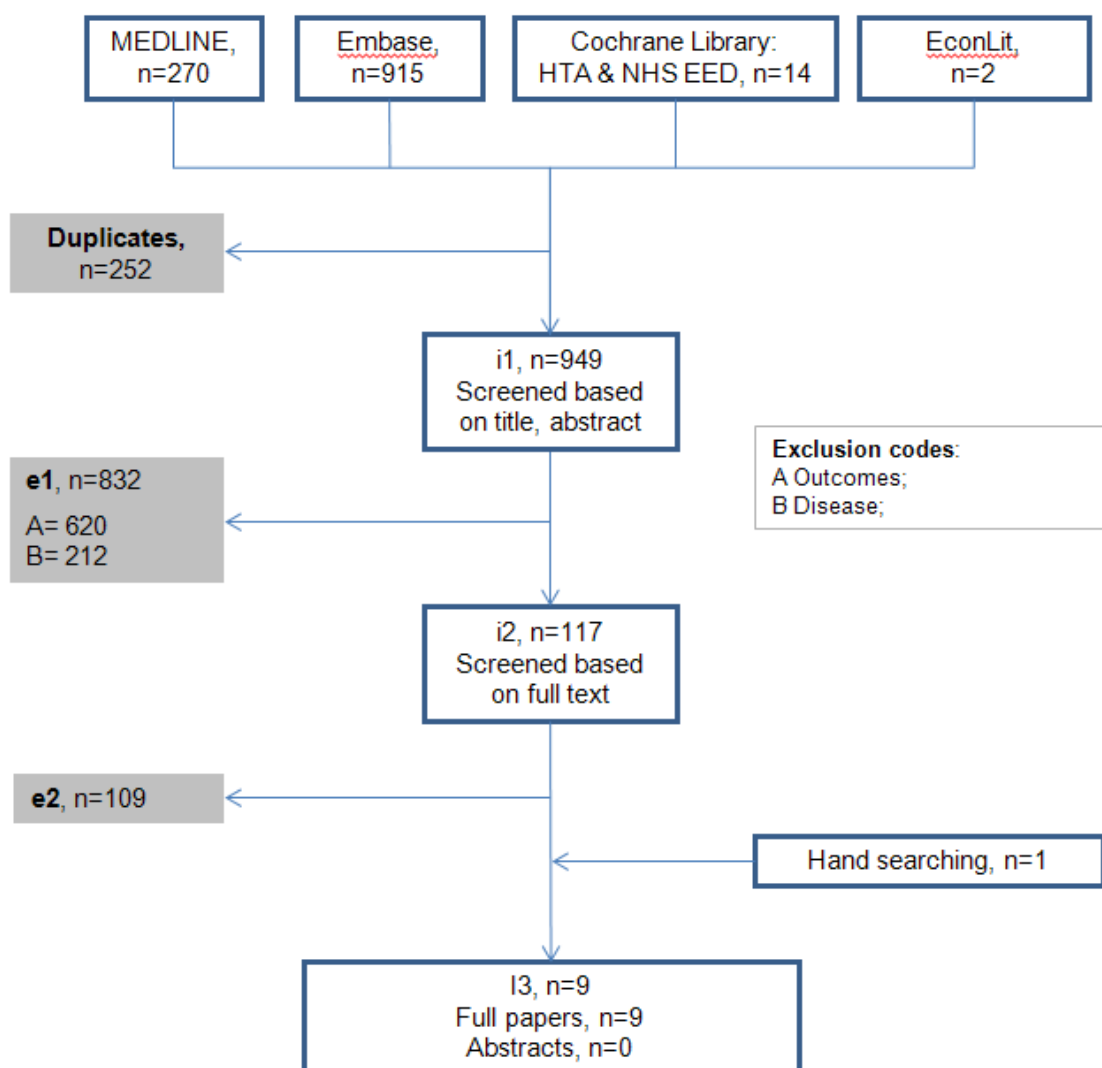 MEDLINE,
n=270
Embase,
n=915
Cochrane Library:
HTA & NHS EED, n=14
EconLit,
n=2
Duplicates,
n=252
i1, n=949
Screened based
on title, abstract
e1, n=832
A= 620
B= 212
Exclusion codes:
A Outcomes;
B Disease;
i2, n=117
Screened based
on full text
e2, n=109
Hand searching, n=1
I3, n=9
Full papers, n=9
Abstracts, n=0